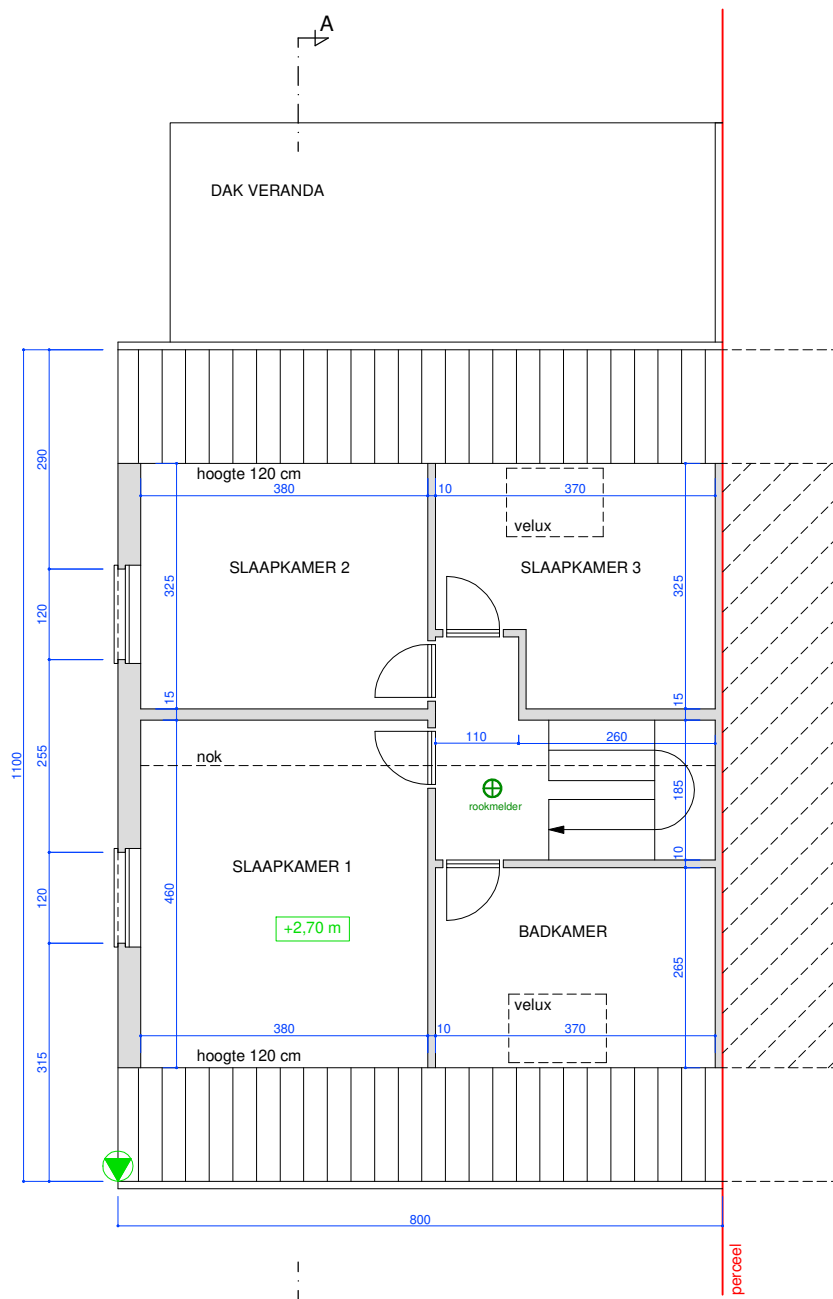 A
DAK VERANDA
hoogte 120 cm
380
10
370
velux
290
SLAAPKAMER 2
SLAAPKAMER 3
325
325
120
15
15
110
260
nok
255
1100
185
rookmelder
10
SLAAPKAMER 1
460
120
+2,70 m
BADKAMER
265
velux
380
10
370
hoogte 120 cm
315
800
perceel